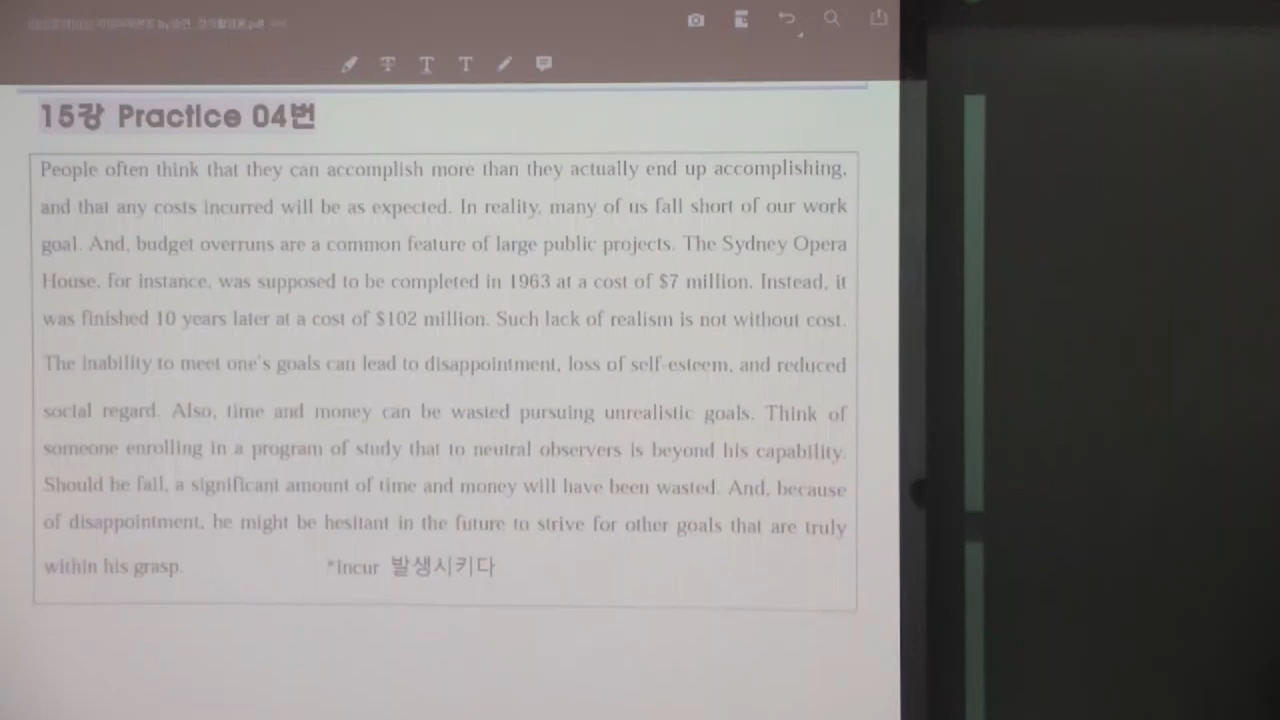 15강 Practice 04번
People often think that they can accomplish more than they actually end up accomplishing,
and that any costs incurred will be as expected. In reality, many of us fall short of our work
goal. And, budget overruns are a common feature of large public projects. The Sydney Opera
House, for instance, was supposed to be completed in 1963 at a cost of $7 million. Instead, it
was finished 10 years later at a cost of $102 million. Such lack of realism is not without cost.
The inability to meet one's goals can lead to disappointment, loss of self-esteem, and reduced
social regard. Also, time and money can be wasted pursuing unrealistic goals. Think of
someone enrolling in a program of study that to neutral observers is beyond his capability.
Should he fail, a significant amount of time and money will have been wasted. And, because
of disappointment, he might be hesitant in the future to strive for other goals that are truly
within his grasp. *incur 발생시키다